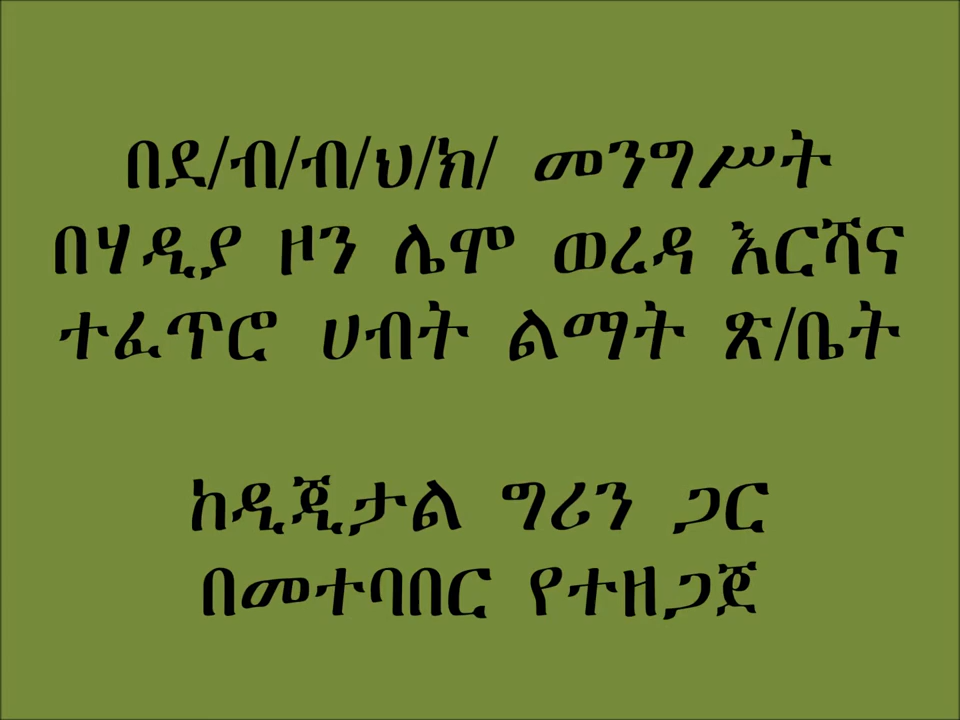 በደ/ብ/ብ/ህ/ክ/ መንግሥት
በሃዲያ ዞን ሌሞ ወረዳ እርሻና
ተፈጥሮ ሀብት ልማት ጽ/ቤት
ከዲጂታል ግሪን ጋር
በመተባበር የተዘጋጀ